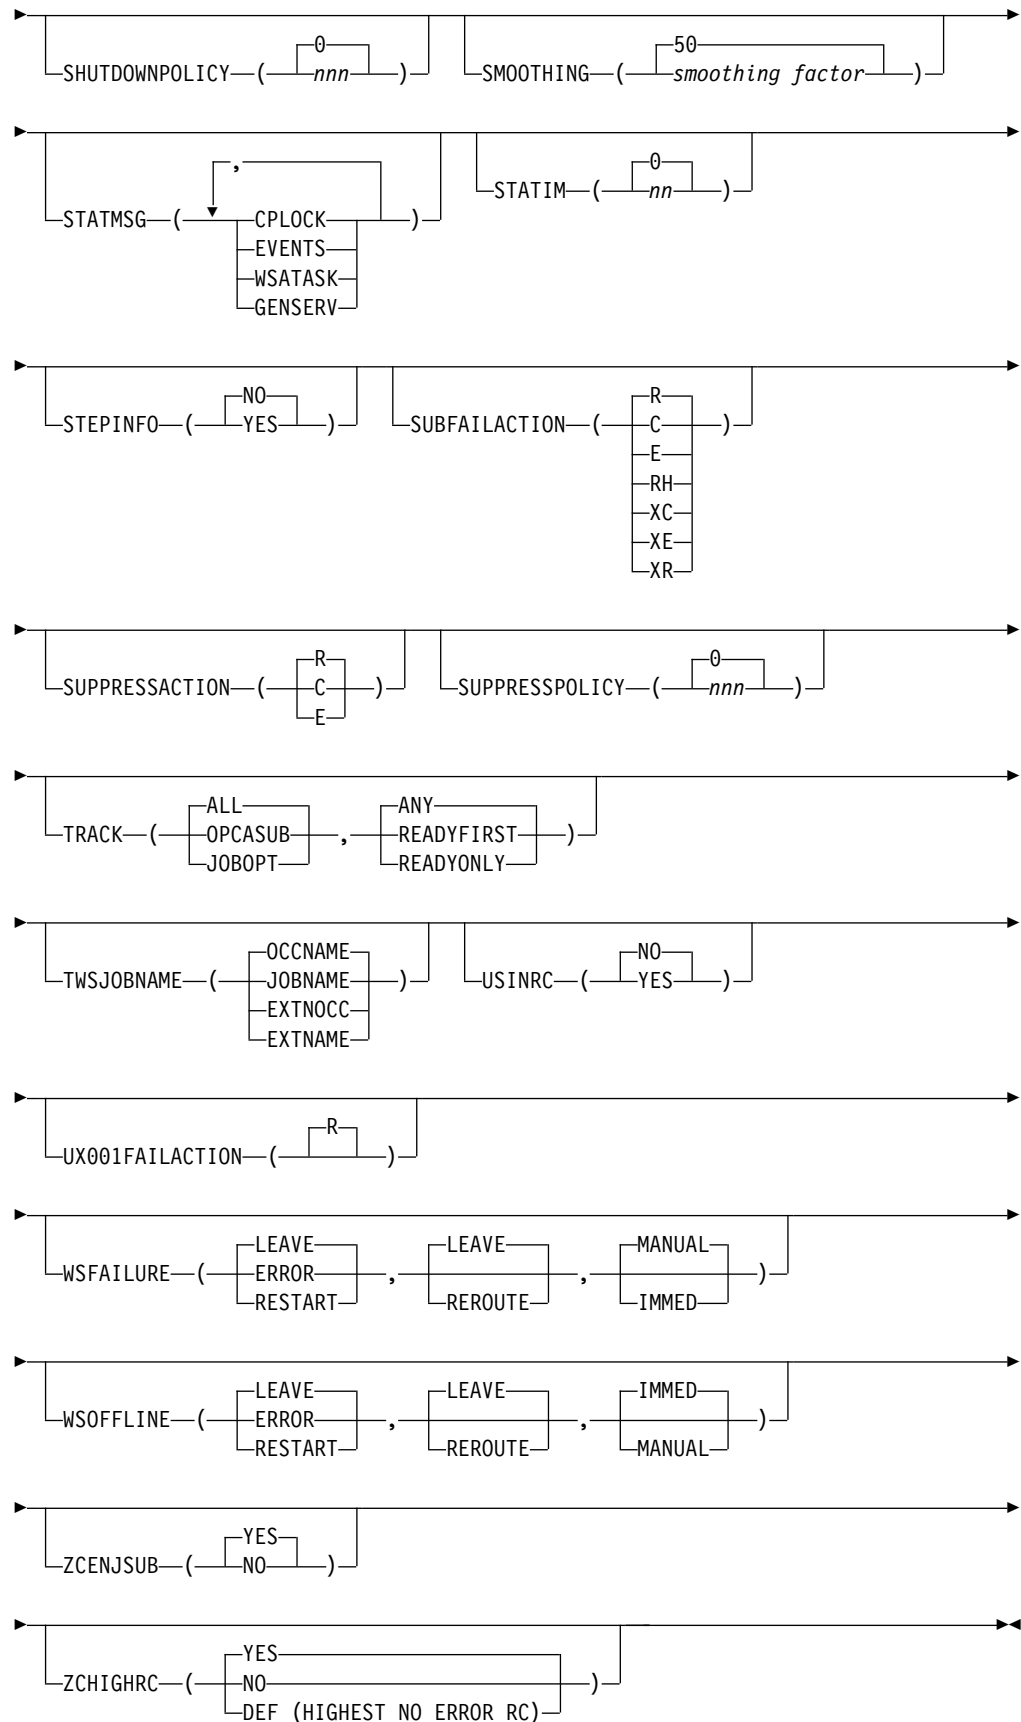 0 50
SHUTDOWNPOLICY ( nnn ) SMOOTHING ( smoothing factor )
, 0
STATIM ( nn )
STATMSG ( CPLOCK )
EVENTS
WSATASK
GENSERV
NO R
STEPINFO ( YES ) SUBFAILACTION ( C )
E
RH
XC
XE
XR
R 0
SUPPRESSACTION ( C ) SUPPRESSPOLICY ( nnn )
E
ALL ANY
TRACK ( OPCASUB , READYFIRST )
JOBOPT READYONLY
OCCNAME NO
TWSJOBNAME ( JOBNAME ) USINRC ( YES )
EXTNOCC
EXTNAME
R
UX001FAILACTION ( )
LEAVE LEAVE MANUAL
WSFAILURE ( ERROR , , )
RESTART REROUTE IMMED
LEAVE LEAVE IMMED
WSOFFLINE ( ERROR , , )
RESTART REROUTE MANUAL
YES
ZCENJSUB ( NO )
YES
ZCHIGHRC ( NO )
DEF (HIGHEST NO ERROR RC)